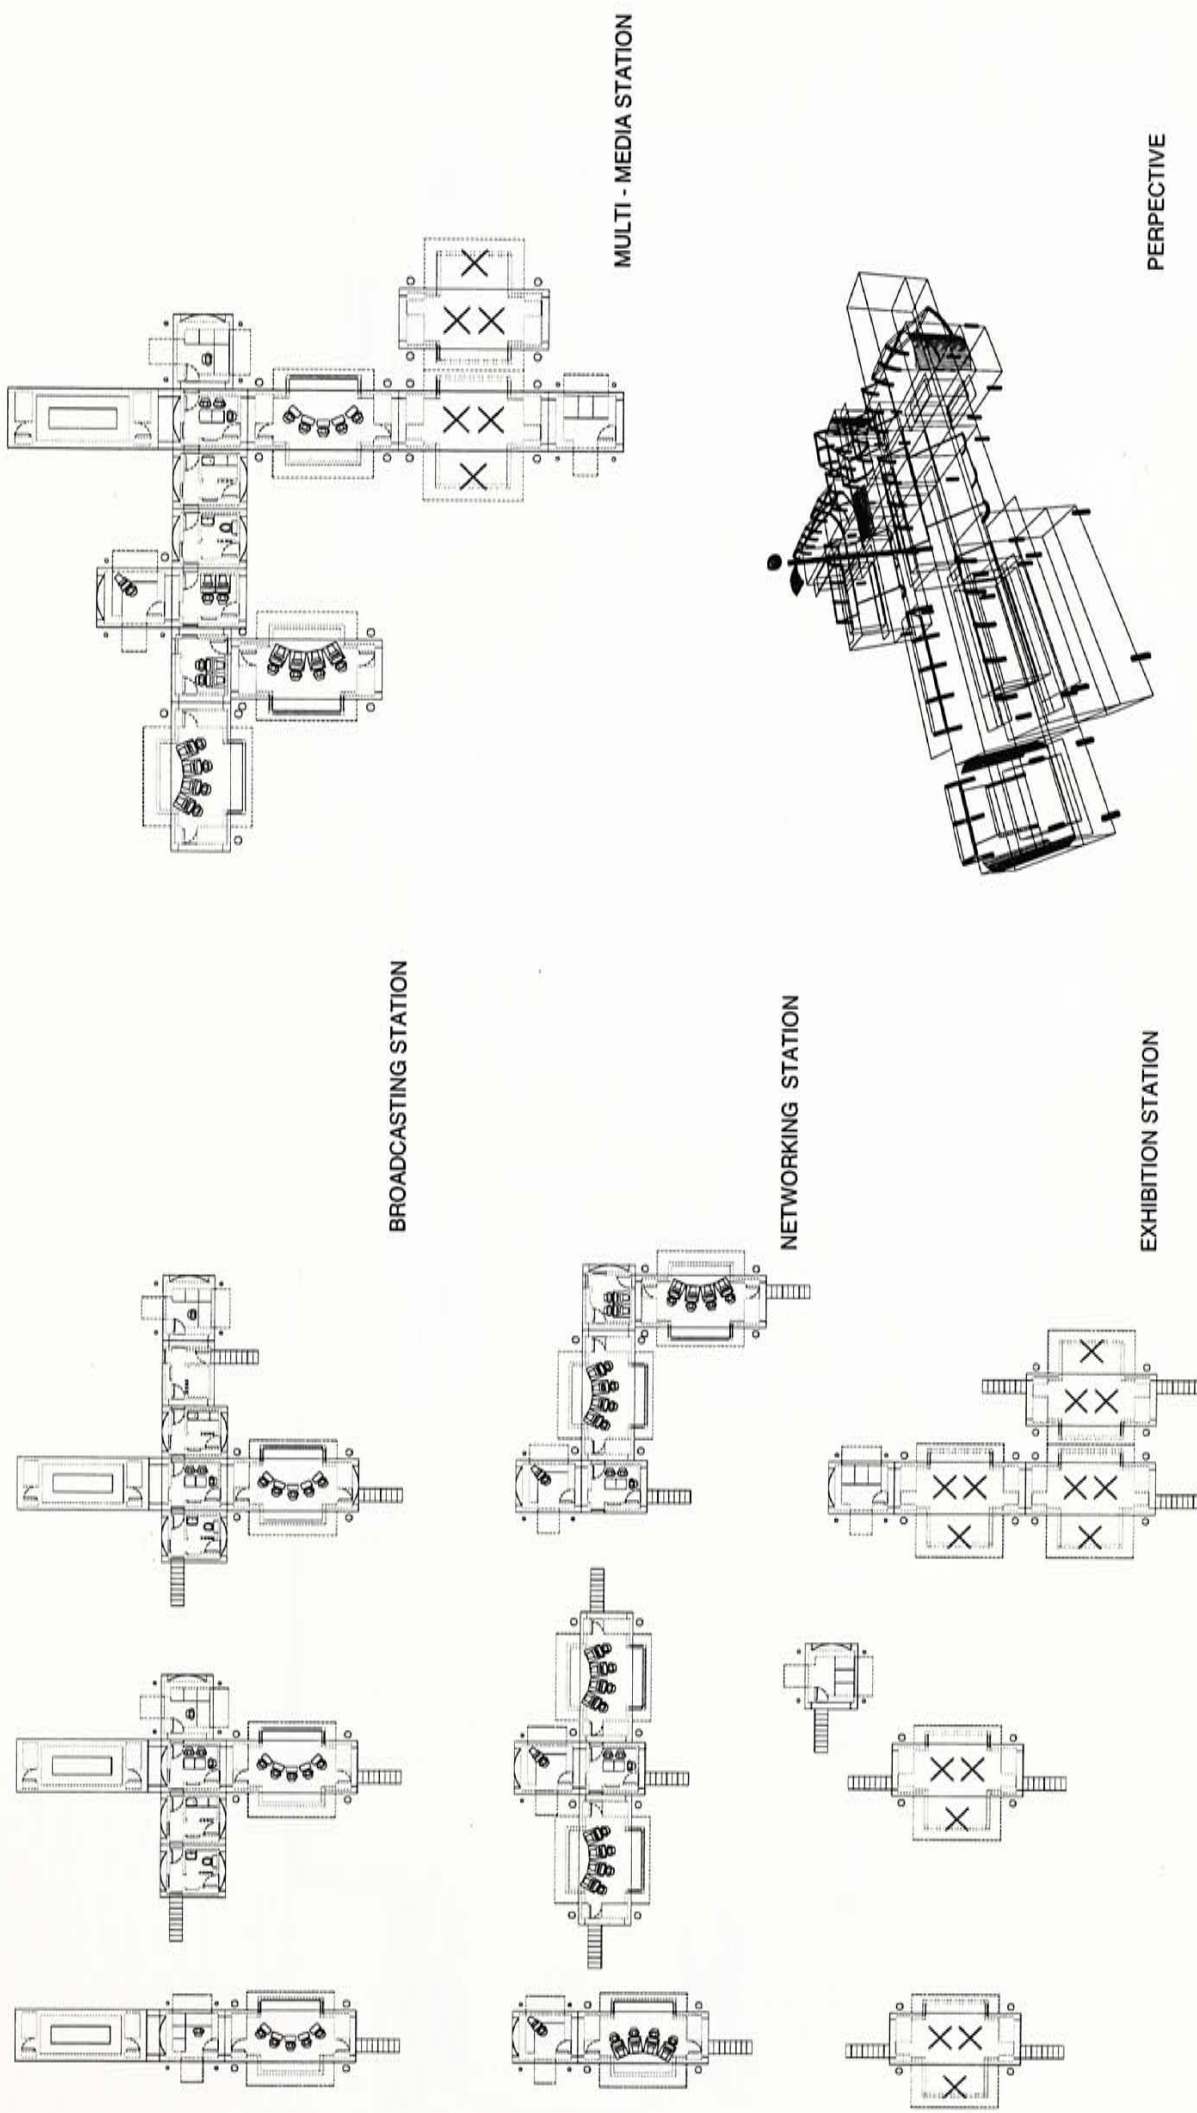 BROADCASTING STATION
MULTI - MEDIA STATION
NETWORKING STATION
EXHIBITION STATION
PERPECTIVE